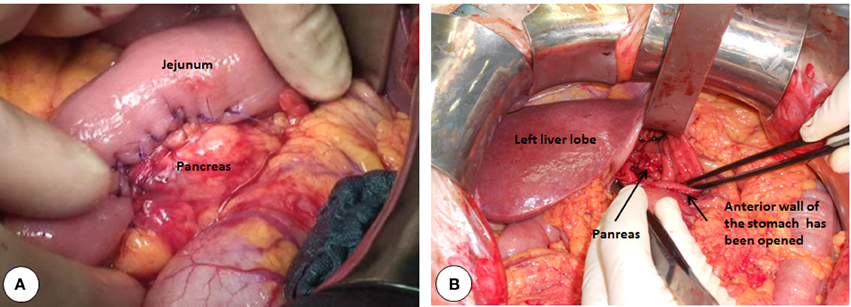 Jejunum
Pancreas
A
Left liver lobe
Panreas
Anterior wall of
the stomach has
been opened
B